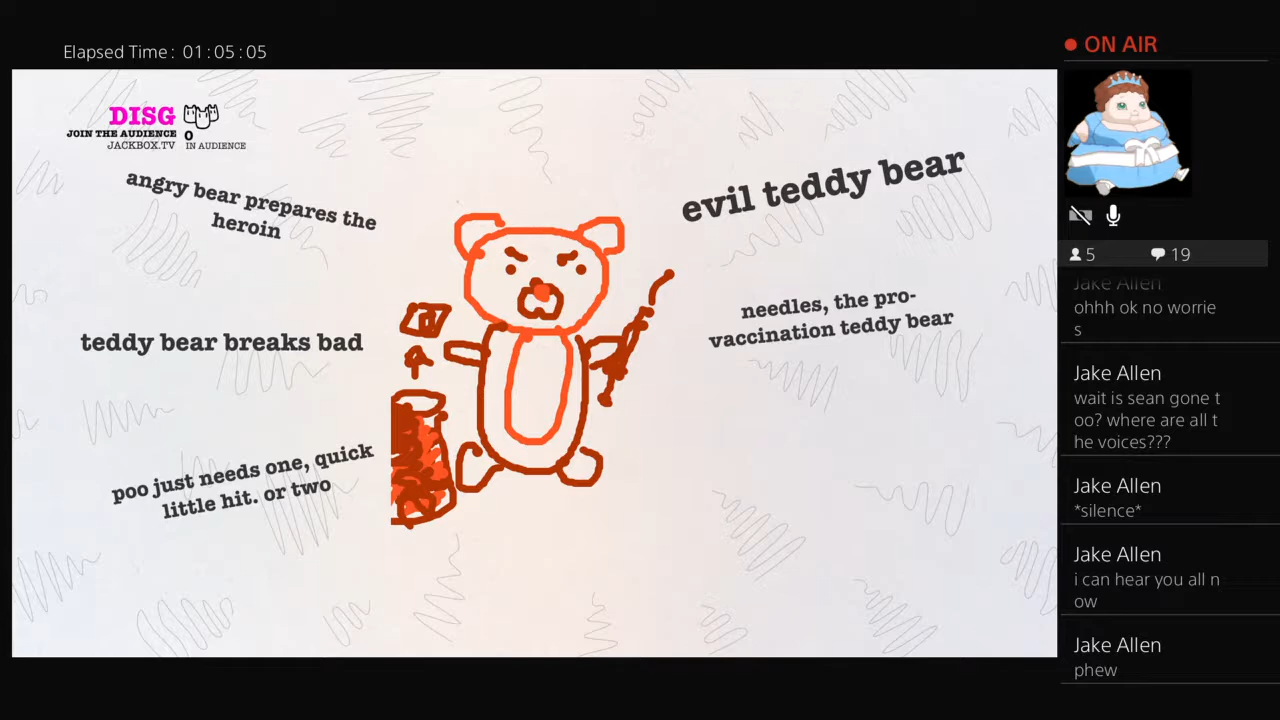 Elapsed Time: 01:05:05
ON AIR
DISG
JOIN THE AUDIENCE
JACKBOX.TV
0
IN AUDIENCE
angry bear prepares the
heroin
evil teddy bear
teddy bear breaks bad
needles, the pro-
vaccination teddy bear
poo just needs one, quick
little hit. or two
5
19
Jake Allen
ohhh ok no worrie
s
Jake Allen
wait is sean gone t
oo? where are all t
he voices???
Jake Allen
*silence*
Jake Allen
i can hear you all n
ow
Jake Allen
phew